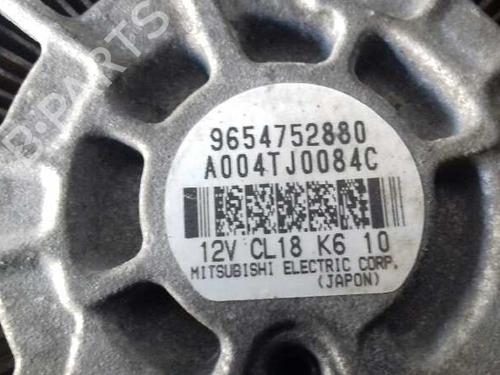 B-PARTS
9654752880
A004TJ0084C
12V CL18 K6 10
MITSUBISHI ELECTRIC CORP.
(JAPON)